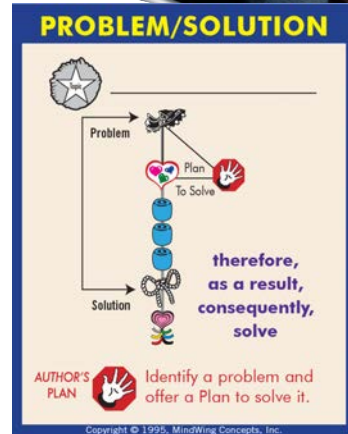 PROBLEM/SOLUTION
Topic
Problem
Plan
To Solve
therefore,
as a result,
consequently,
solve
Solution
AUTHOR'S
PLAN
Identify a problem and
offer a Plan to solve it.
Copyright © 1995, MindWing Concepts, Inc.